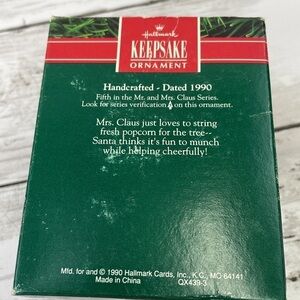 Hallmark
KEEPSAKE
ORNAMENT
Handcrafted - Dated 1990
Fifth in the Mr. and Mrs. Claus Series.
Look for series verification on this ornament.
Mrs. Claus just loves to string
fresh popcorn for the tree--
Santa thinks it's fun to munch
while helping cheerfully!
Mfd. for and © 1990 Hallmark Cards, Inc., K.C., MO 64141
Made in China
QX439-3